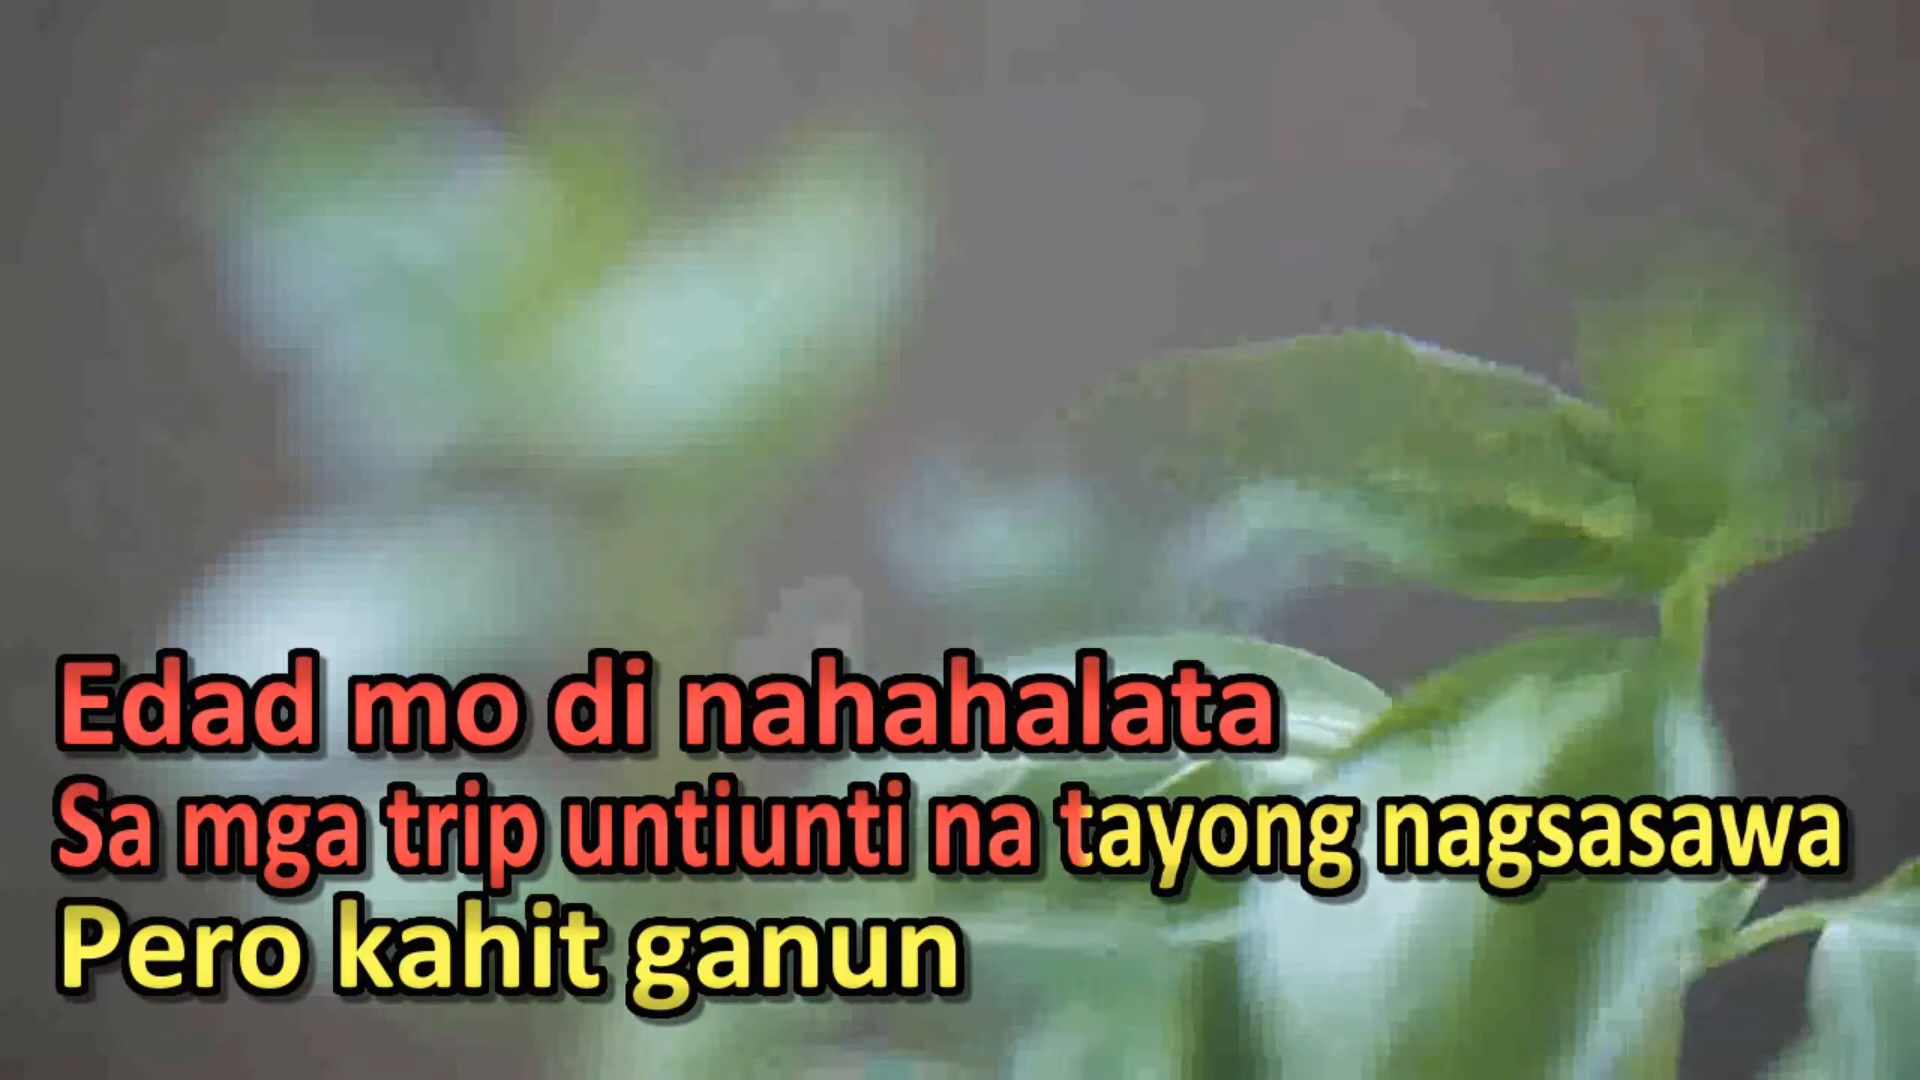 Edad mo di nahahalata
Sa mga trip untiunti na tayong nagsasawa
Pero kahit ganun